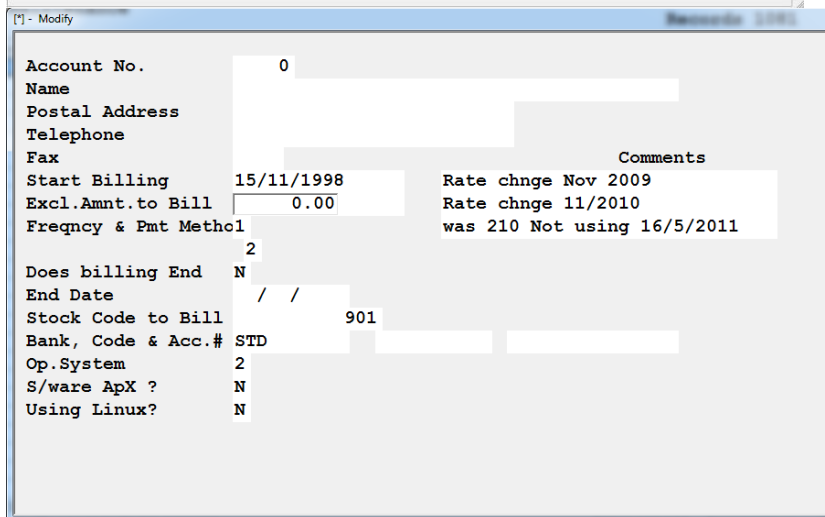 Records 1081
[*] - Modify
Account No. 0
Name
Postal Address
Telephone
Fax Comments
Start Billing 15/11/1998 Rate chnge Nov 2009
Excl.Amnt.to Bill 0.00 Rate chnge 11/2010
Freqncy & Pmt Metho1 was 210 Not using 16/5/2011
2
Does billing End N
End Date / /
Stock Code to Bill 901
Bank, Code & Acc.# STD
Op.System 2
S/ware ApX ? N
Using Linux? N